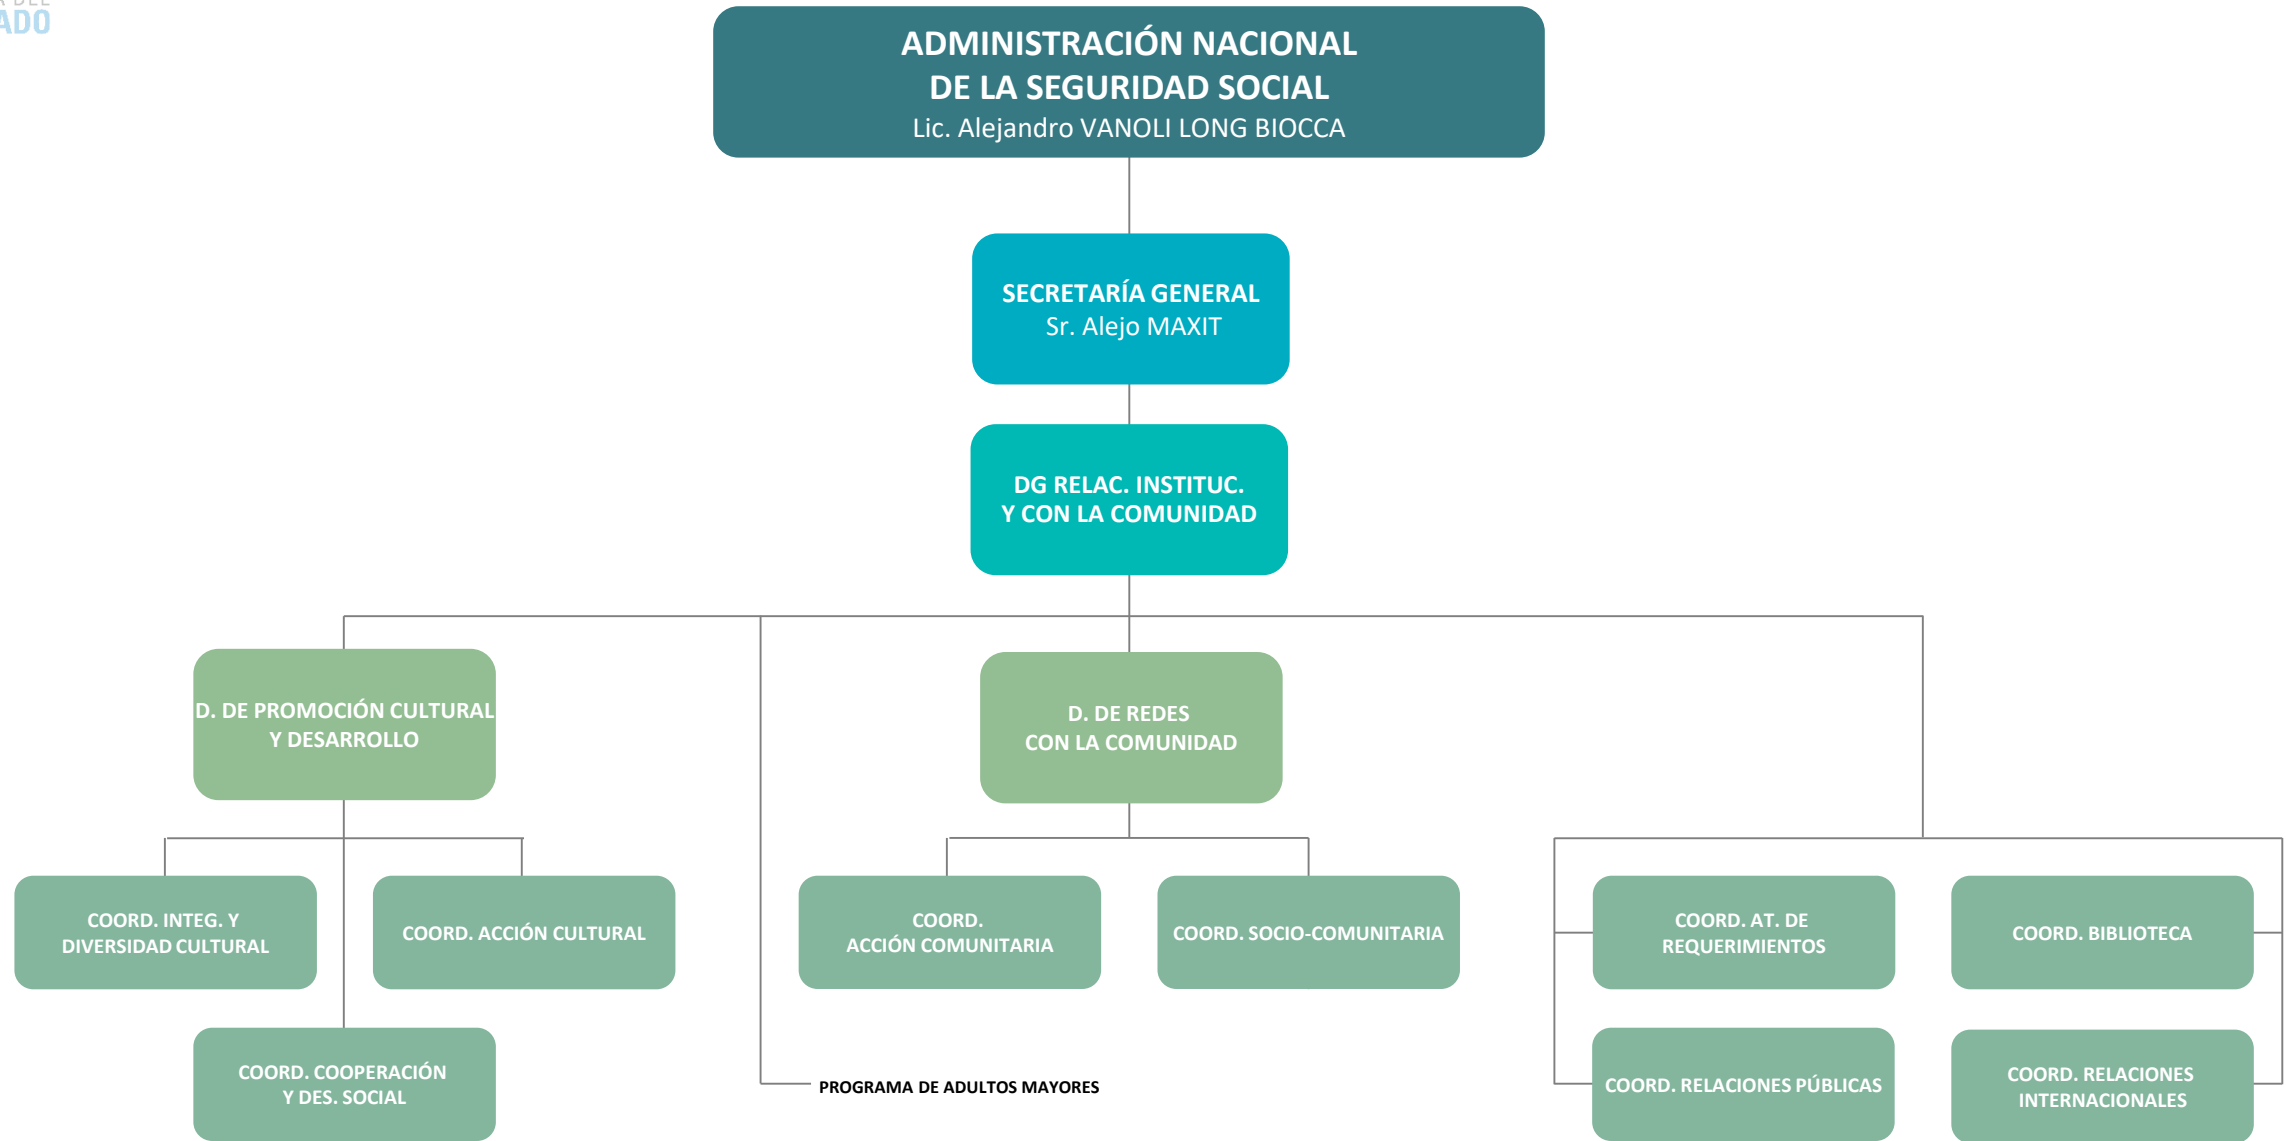 ADO
ADMINISTRACIÓN NACIONAL
DE LA SEGURIDAD SOCIAL
Lic. Alejandro VANOLI LONG BIOCCA
SECRETARÍA GENERAL
Sr. Alejo MAXIT
DG RELAC. INSTITUC.
Y CON LA COMUNIDAD
D. DE PROMOCIÓN CULTURAL
Y DESARROLLO
D. DE REDES
CON LA COMUNIDAD
COORD. INTEG. Y
DIVERSIDAD CULTURAL
COORD. ACCIÓN CULTURAL
COORD.
ACCIÓN COMUNITARIA
COORD. SOCIO-COMUNITARIA
COORD. AT. DE
REQUERIMIENTOS
COORD. BIBLIOTECA
COORD. COOPERACIÓN
Y DES. SOCIAL
PROGRAMA DE ADULTOS MAYORES
COORD. RELACIONES PÚBLICAS
COORD. RELACIONES
INTERNACIONALES